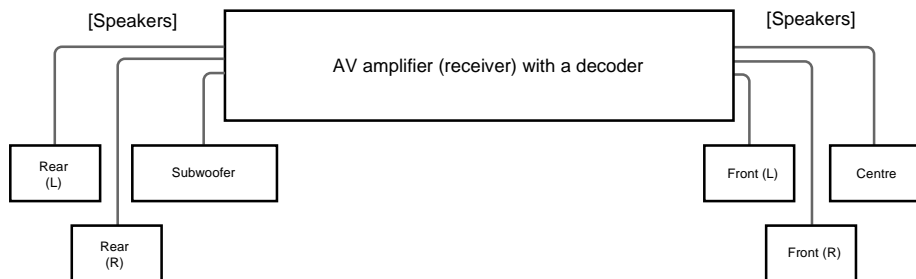 [Speakers]
[Speakers]
AV amplifier (receiver) with a decoder
Rear
(L)
Subwoofer
Front (L)
Centre
Rear
(R)
Front (R)